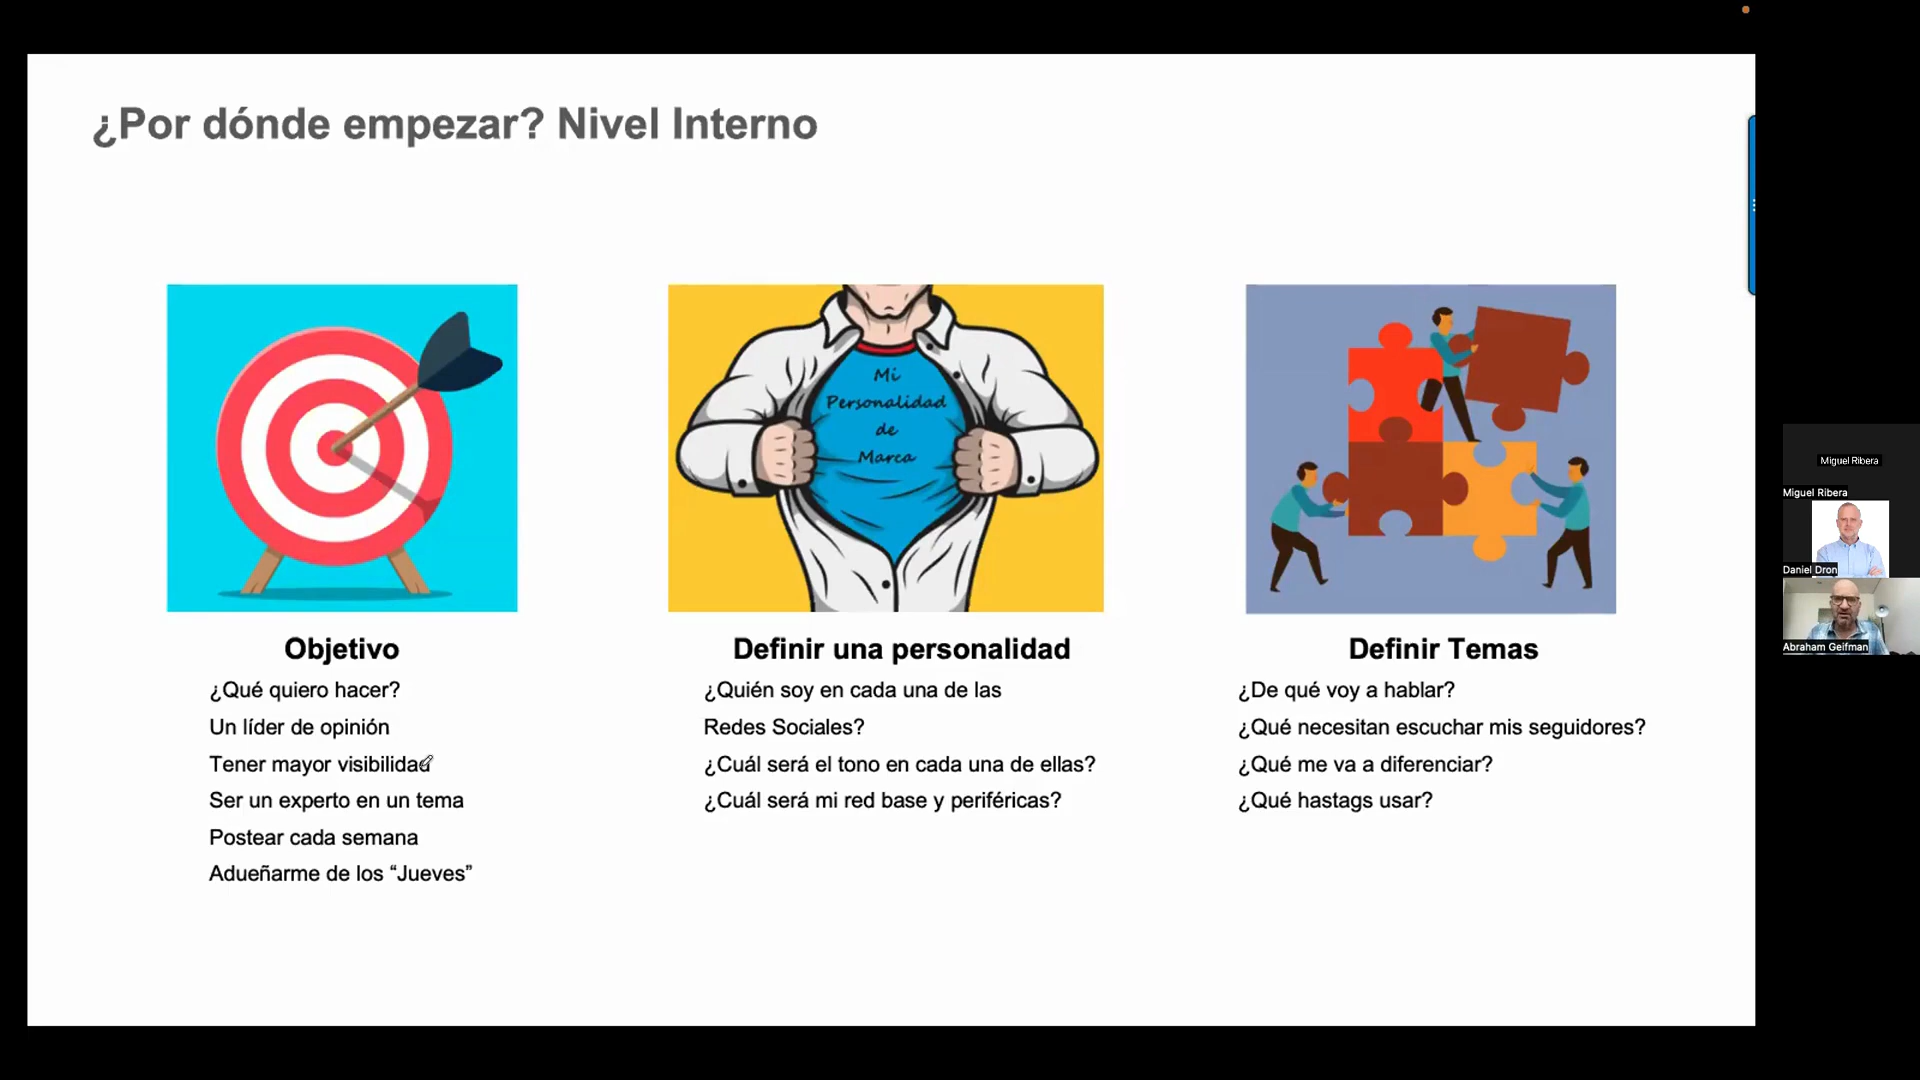 ¿Por dónde empezar? Nivel Interno
Mi
Personalidad
de
Marca
Objetivo
¿Qué quiero hacer?
Un líder de opinión
Tener mayor visibilidad
Ser un experto en un tema
Postear cada semana
Adueñarme de los “Jueves”
Definir una personalidad
¿Quién soy en cada una de las
Redes Sociales?
¿Cuál será el tono en cada una de ellas?
¿Cuál será mi red base y periféricas?
Definir Temas
¿De qué voy a hablar?
¿Qué necesitan escuchar mis seguidores?
¿Qué me va a diferenciar?
¿Qué hastags usar?
Miguel Ribera
Miguel Ribera
Daniel Dron
Abraham Geifman